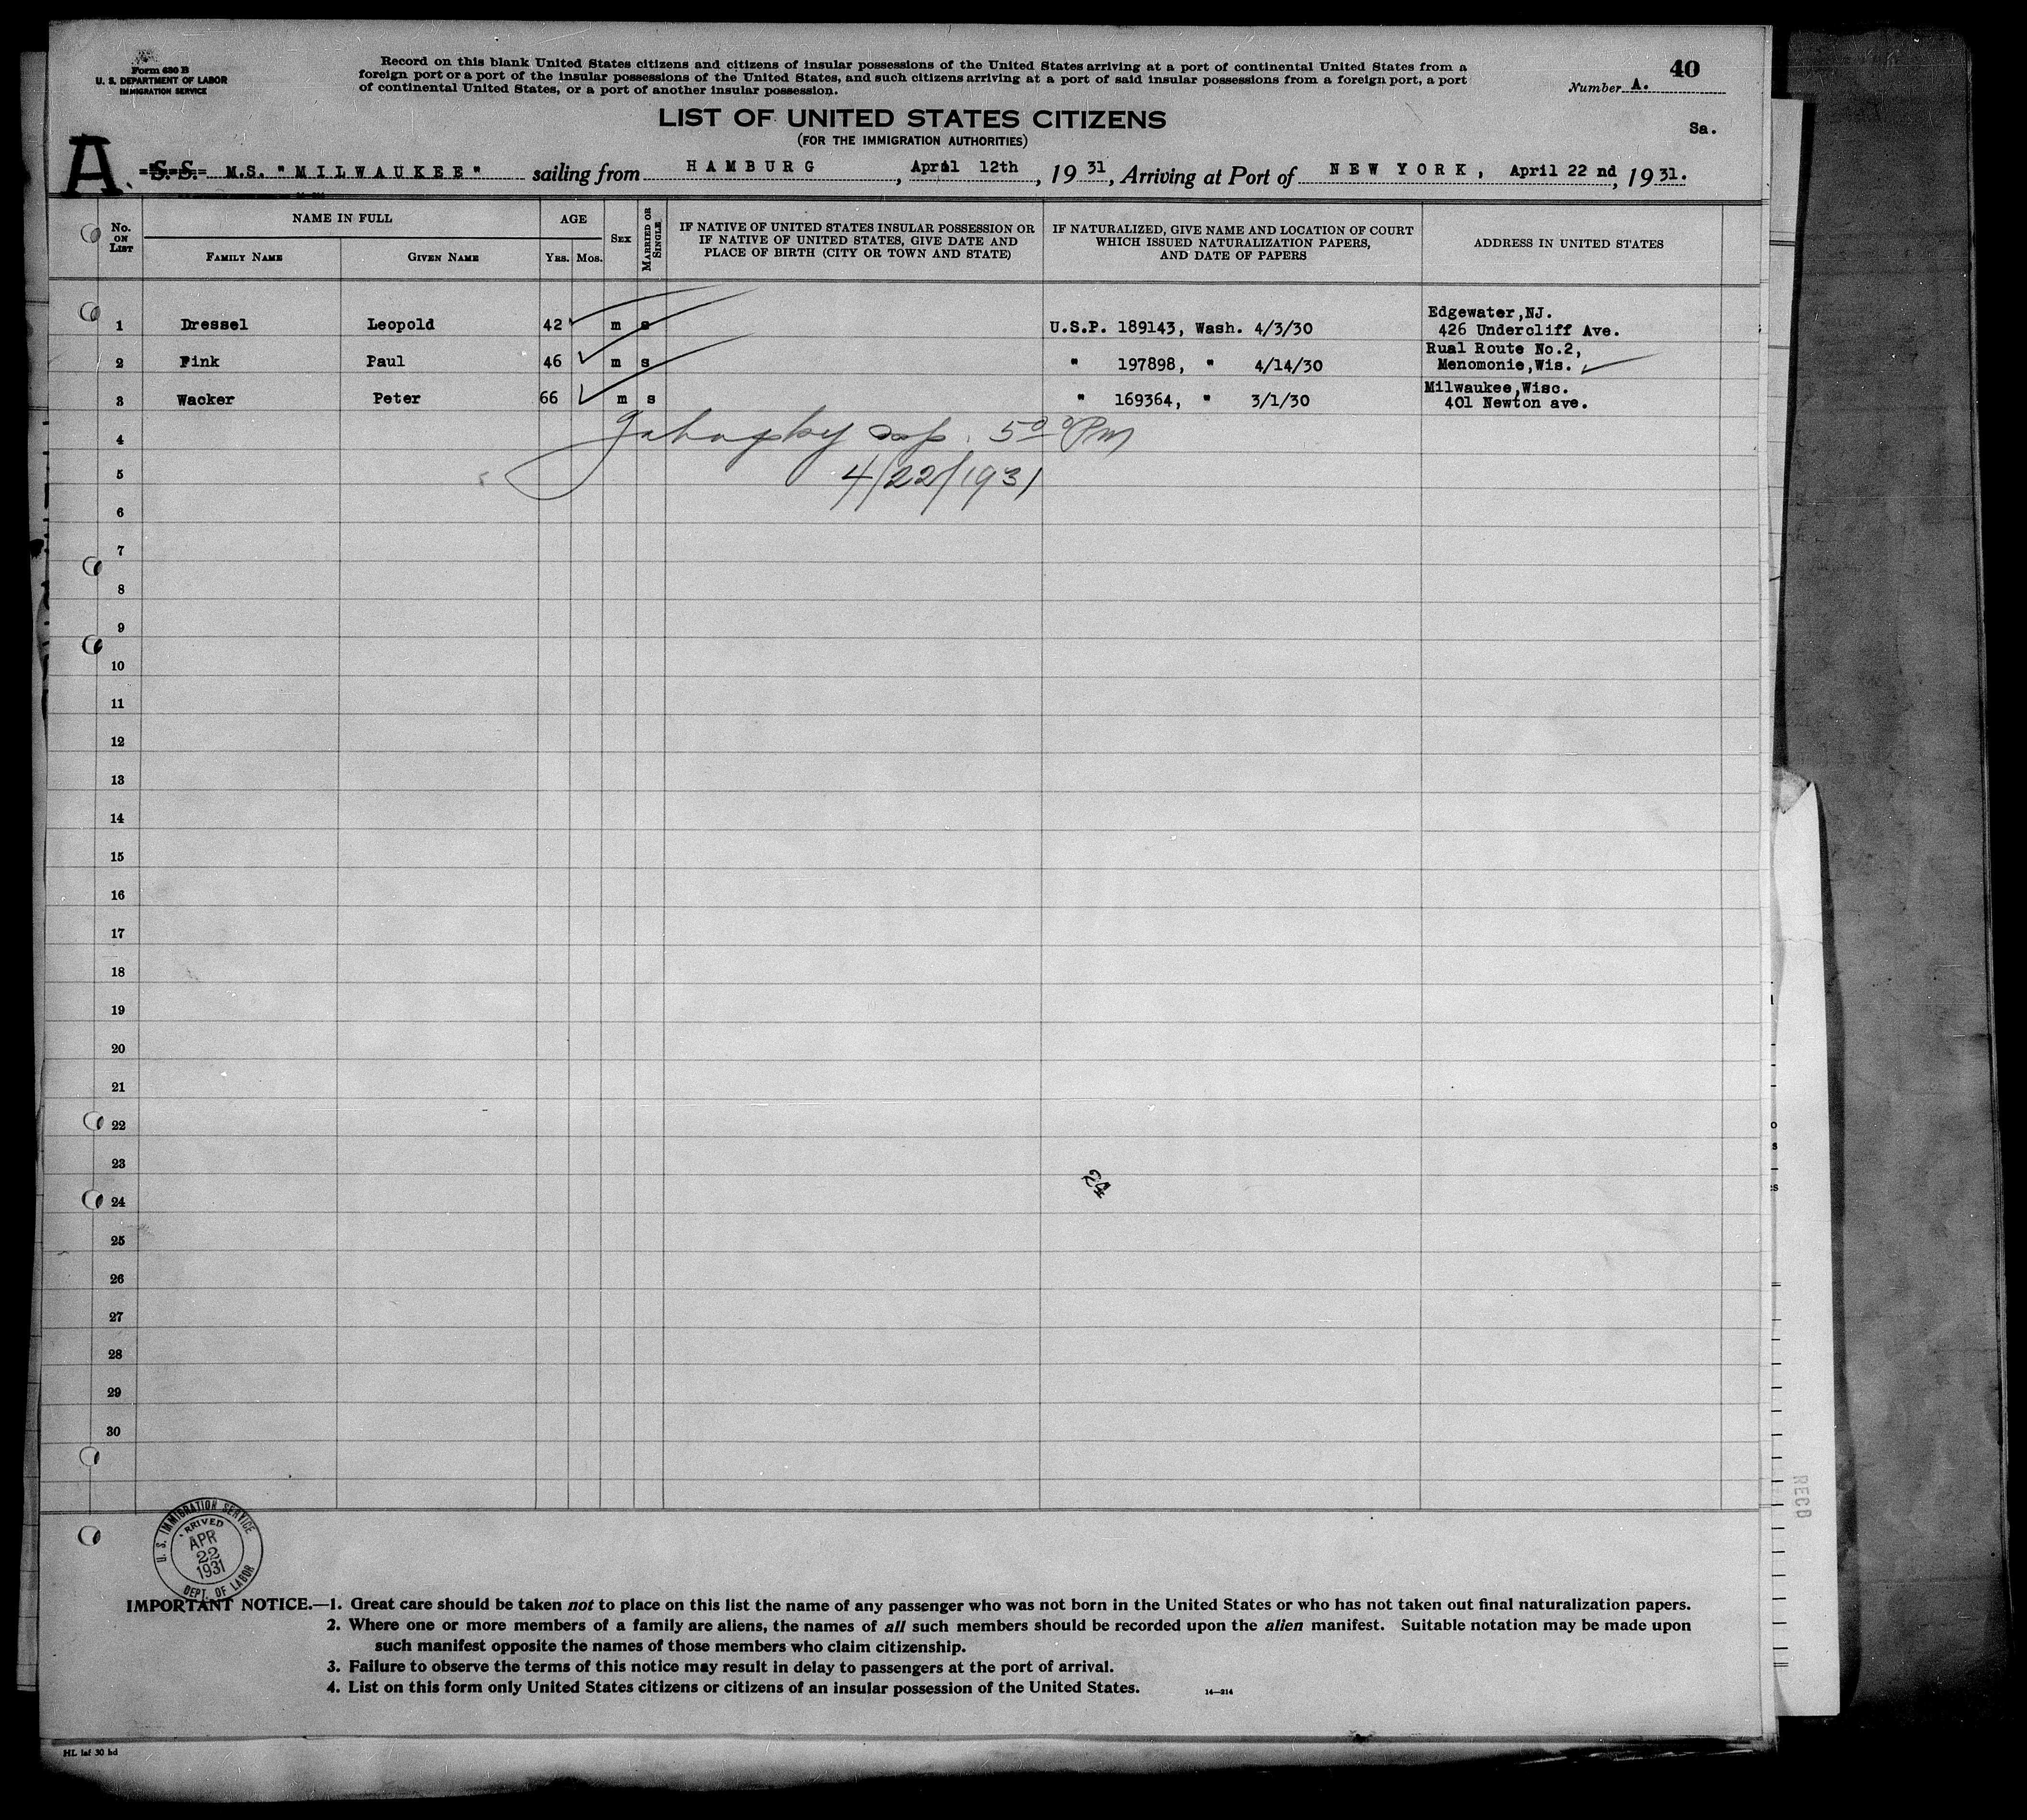 Form 630 B
U. S. DEPARTMENT OF LABOR
IMMIGRATION SERVICE
Record on this blank United States citizens and citizens of insular possessions of the United States arriving at a port of continental United States from a
foreign port or a port of the insular possessions of the United States, and such citizens arriving at a port of said insular possessions from a foreign port, a port
of continental United States, or a port of another insular possession.
40
Number A.
LIST OF UNITED STATES CITIZENS
Sa.
(FOR THE IMMIGRATION AUTHORITIES)
A. S. S. M.S. "MILWAUKEE" sailing from HAMBURG, April 12th, 1931, Arriving at Port of NEW YORK, April 22 nd, 1931.
No. ON LIST NAME IN FULL FAMILY NAME GIVEN NAME AGE YRS. MOS. SEX MARRIED OR SINGLE
IF NATIVE OF UNITED STATES INSULAR POSSESSION OR
IF NATIVE OF UNITED STATES, GIVE DATE AND
PLACE OF BIRTH (CITY OR TOWN AND STATE)
IF NATURALIZED, GIVE NAME AND LOCATION OF COURT
WHICH ISSUED NATURALIZATION PAPERS,
AND DATE OF PAPERS
ADDRESS IN UNITED STATES
1 Dressel Leopold 42 m s U.S.P. 189143, Wash. 4/3/30 Edgewater,NJ.
426 Undercliff Ave.
2 Fink Paul 46 m s " 197898, " 4/14/30 Rual Route No.2,
Menomonie,Wis.
3 Wacker Peter 66 m s " 169364, " 3/1/30 Milwaukee,Wisc.
401 Newton ave.
4 5⁰⁰ PM
5 4/22/1931
6
7
8
9
10
11
12
13
14
15
16
17
18
19
20
21
22
23
24
24
25
26
27
28
29
30
U. S. IMMIGRATION SERVICE
ARRIVED
APR
22
1931
DEPT. OF LABOR
IMPORTANT NOTICE.—1. Great care should be taken not to place on this list the name of any passenger who was not born in the United States or who has not taken out final naturalization papers.
2. Where one or more members of a family are aliens, the names of all such members should be recorded upon the alien manifest. Suitable notation may be made upon
such manifest opposite the names of those members who claim citizenship.
3. Failure to observe the terms of this notice may result in delay to passengers at the port of arrival.
4. List on this form only United States citizens or citizens of an insular possession of the United States.
14—214
HL laf 30 hd
RECO